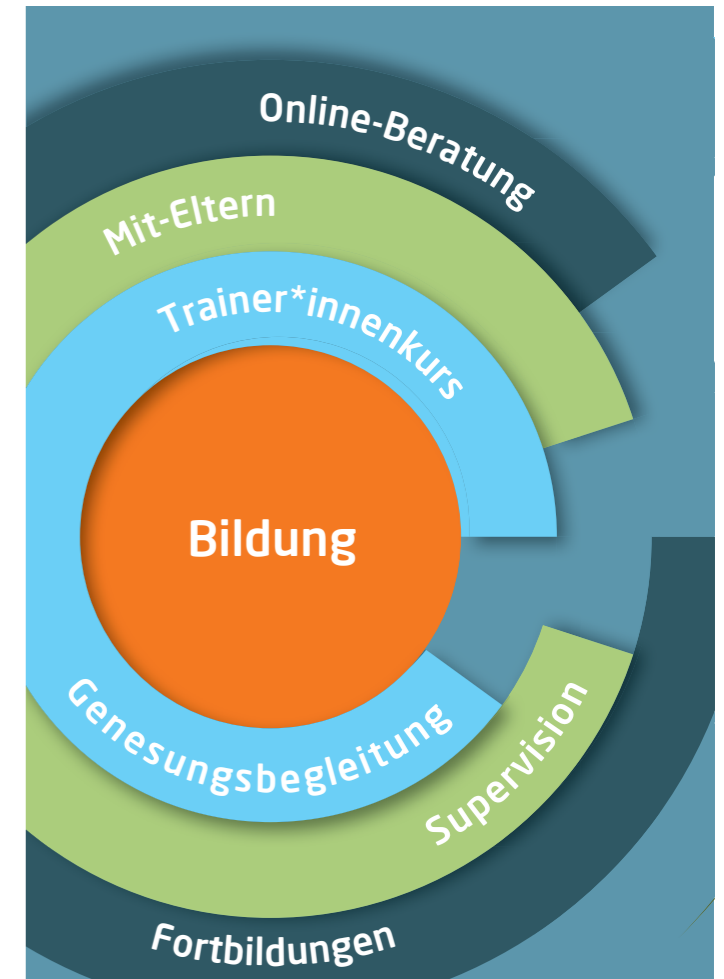 Online-Beratung
Mit-Eltern
Trainer*innenkurs
Bildung
Genesungsbegleitung
Supervision
Fortbildungen